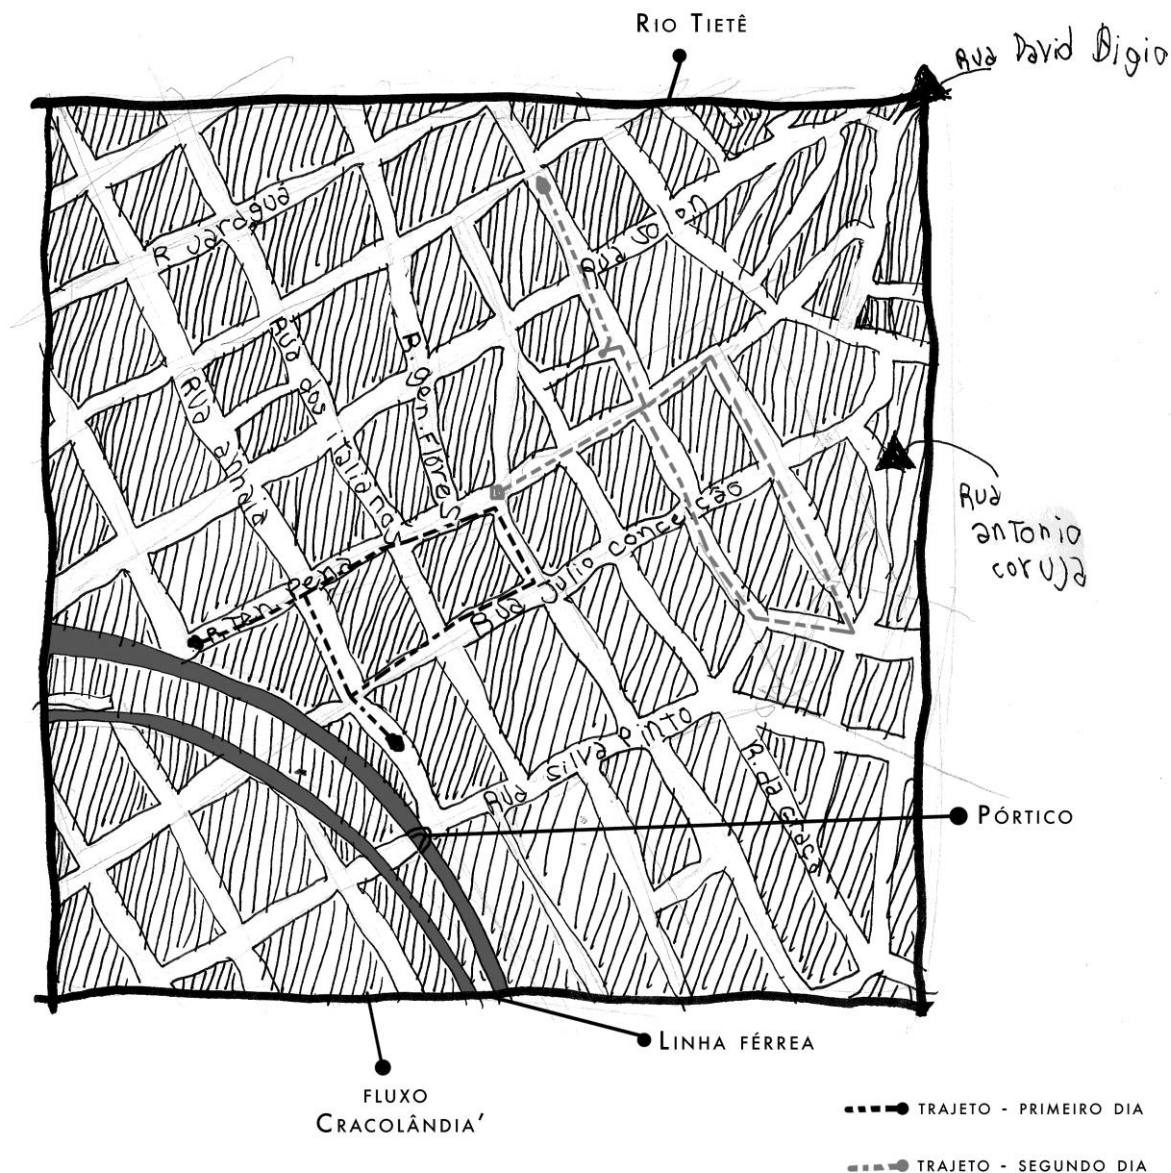 RIO TIETÊ
Rua David Bigio
R. Jaraguá
Rua
Rua dos italianos
R. Gen. Flores
Rua anhaia
R. Ten Pena
Rua Julio conceição
Rua
antonio
coruja
Rua Silva Pinto
R. da Graça
PÓRTICO
LINHA FÉRREA
FLUXO
CRACOLÂNDIA'
TRAJETO - PRIMEIRO DIA
TRAJETO - SEGUNDO DIA